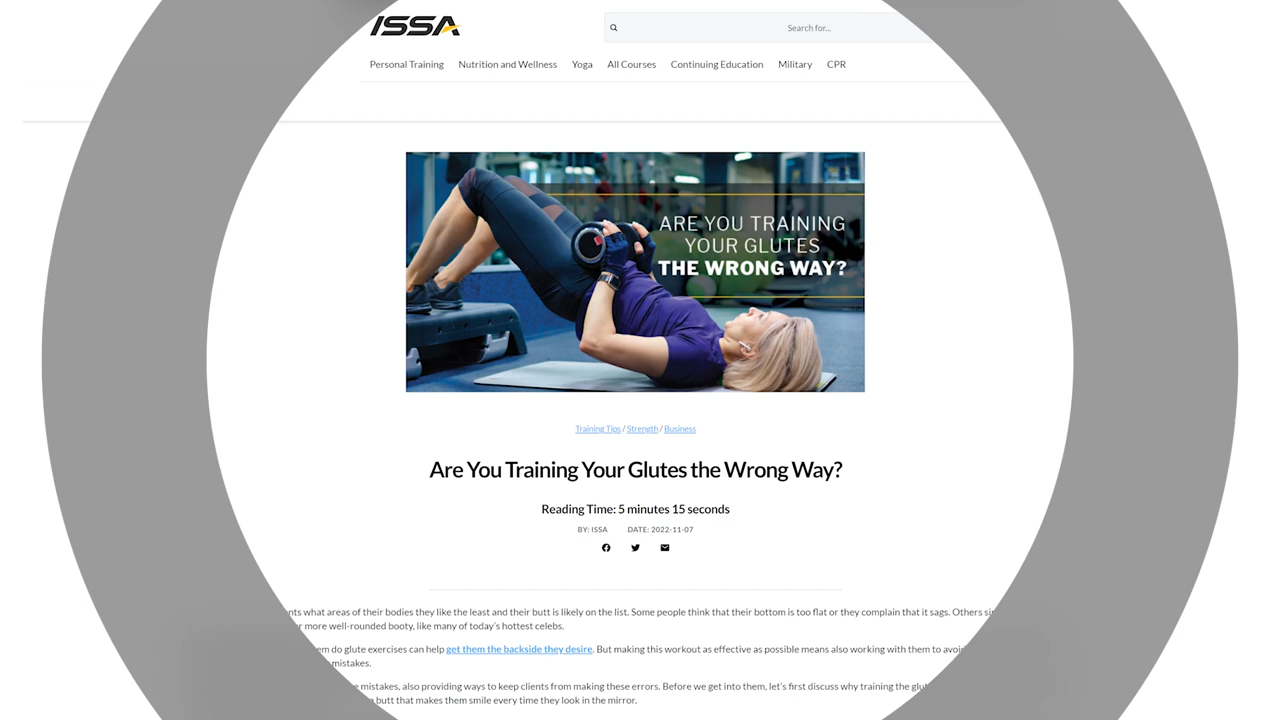 ISSA
Search for...
Personal Training Nutrition and Wellness Yoga All Courses Continuing Education Military CPR
ARE YOU TRAINING
YOUR GLUTES
THE WRONG WAY?
Training Tips / Strength / Business
Are You Training Your Glutes the Wrong Way?
Reading Time: 5 minutes 15 seconds
BY: ISSA DATE: 2022-11-07
what areas of their bodies they like the least and their butt is likely on the list. Some people think that their bottom is too flat or they complain that it sags. Others
more well-rounded booty, like many of today's hottest celebs.
do glute exercises can help get them the backside they desire. But making this workout as effective as possible means also working with them to avoid
mistakes.
mistakes, also providing ways to keep clients from making these errors. Before we get into them, let's first discuss why training the
butt that makes them smile every time they look in the mirror.